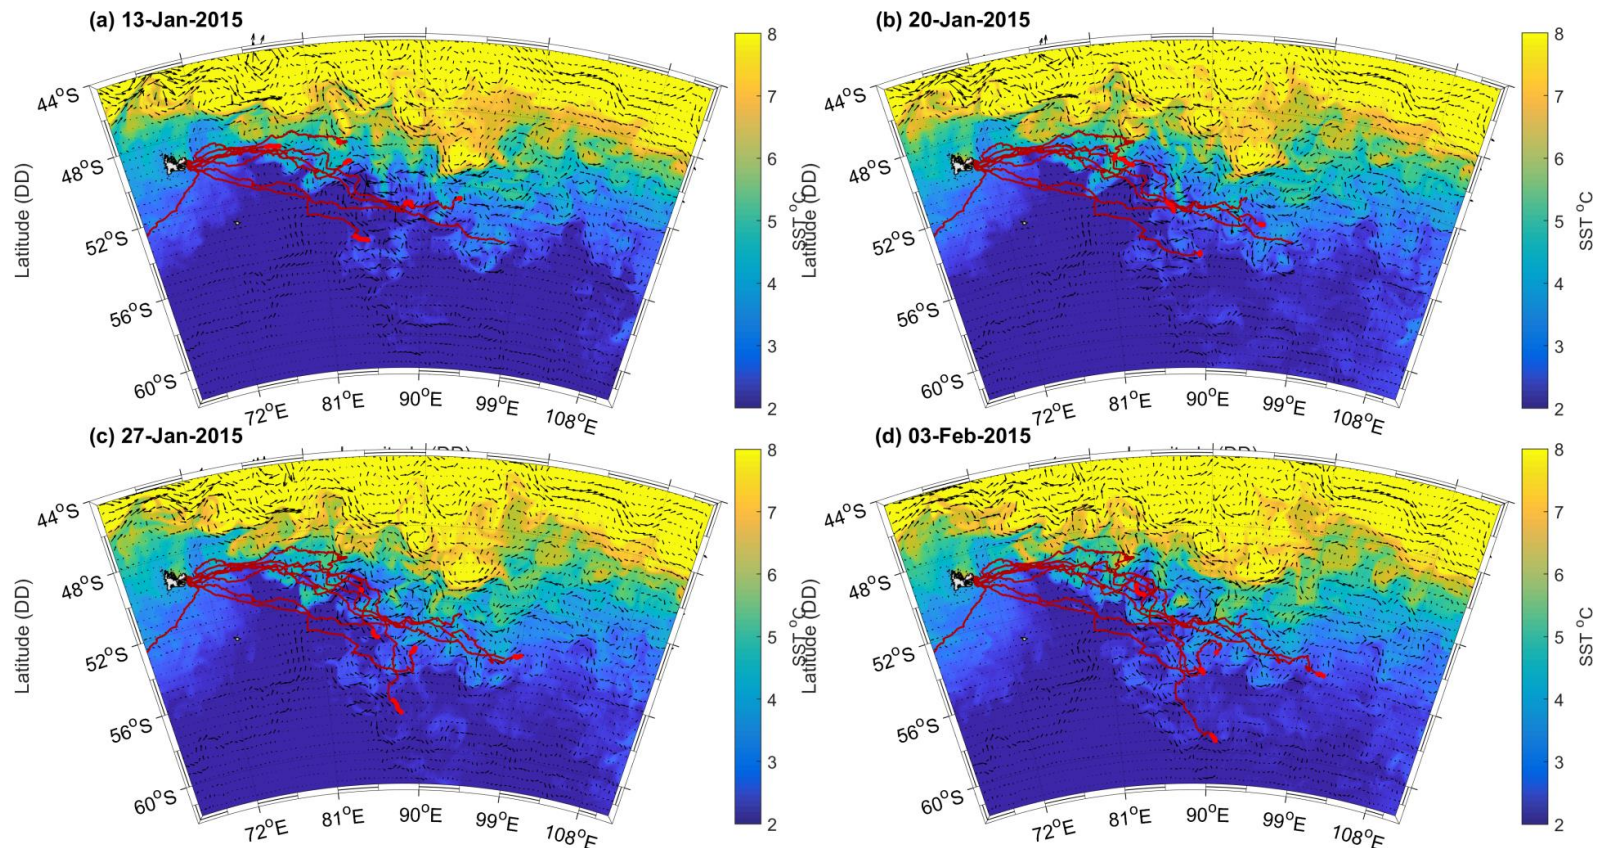 (a) 13-Jan-2015
44°S
48°S
52°S
56°S
60°S
72°E
81°E
90°E
99°E
108°E
Latitude (DD)
8
7
6
5
4
3
2
SST °C
(b) 20-Jan-2015
44°S
48°S
52°S
56°S
60°S
72°E
81°E
90°E
99°E
108°E
Latitude (DD)
8
7
6
5
4
3
2
SST °C
(c) 27-Jan-2015
44°S
48°S
52°S
56°S
60°S
72°E
81°E
90°E
99°E
108°E
Latitude (DD)
8
7
6
5
4
3
2
SST °C
(d) 03-Feb-2015
44°S
48°S
52°S
56°S
60°S
72°E
81°E
90°E
99°E
108°E
Latitude (DD)
8
7
6
5
4
3
2
SST °C